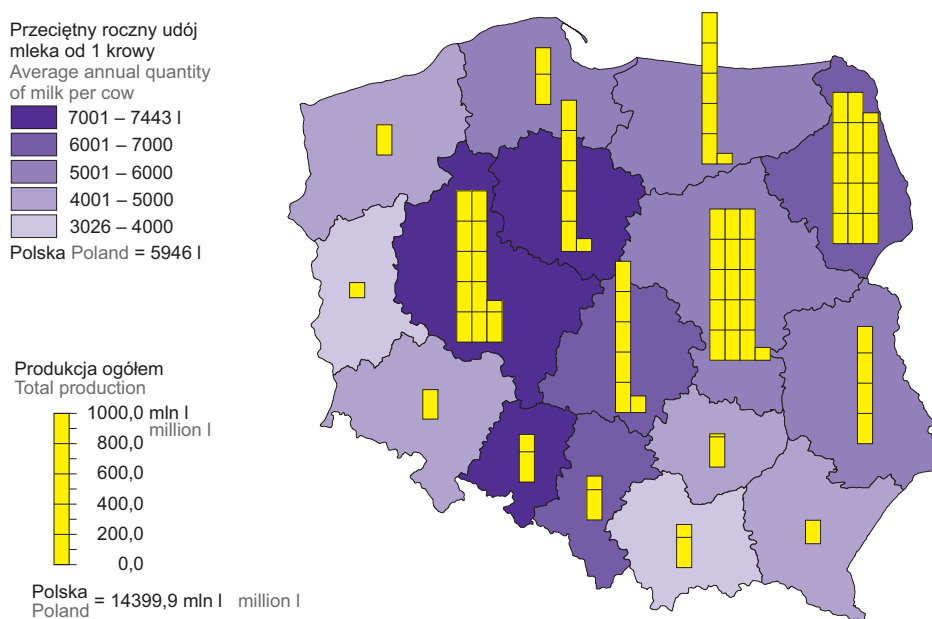 Przeciętny roczny udój
mleka od 1 krowy
Average annual quantity
of milk per cow
7001 – 7443 l
6001 – 7000
5001 – 6000
4001 – 5000
3026 – 4000
Polska Poland = 5946 l
Produkcja ogółem
Total production
1000,0 mln l
million l
800,0
600,0
400,0
200,0
0,0
Polska
Poland = 14399,9 mln l million l